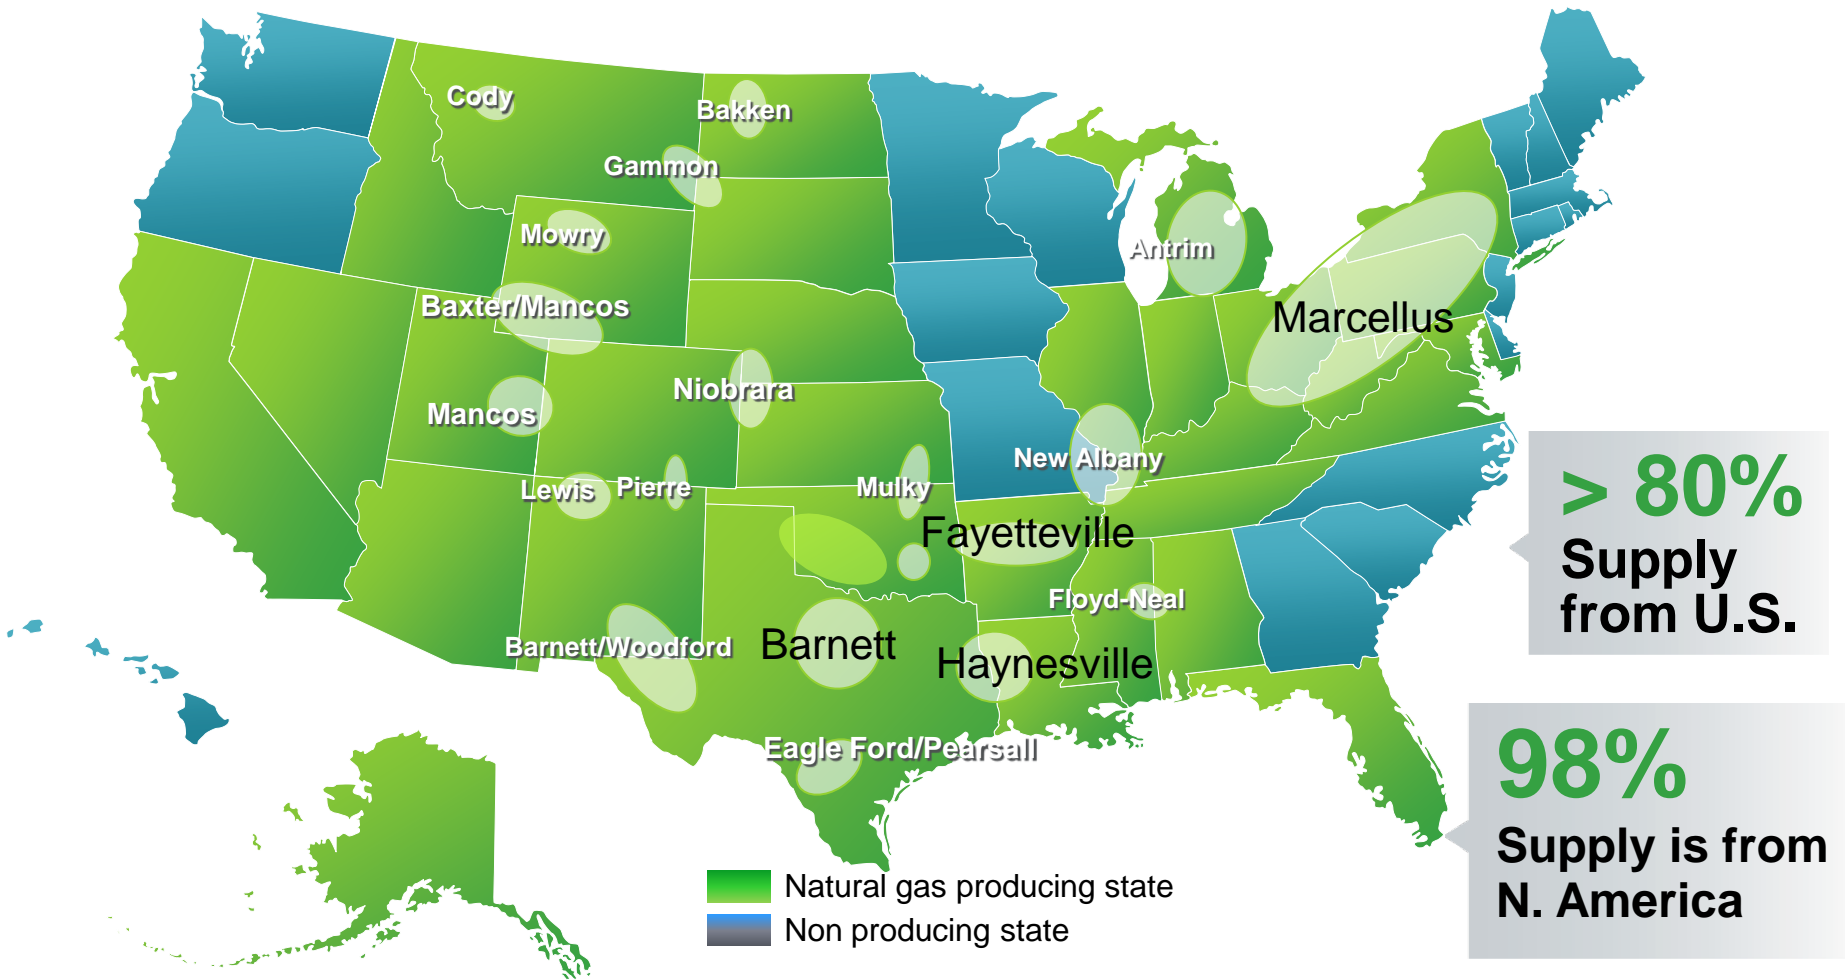 Cody
Bakken
Gammon
Mowry
Antrim
Baxter/Mancos
Marcellus
Niobrara
Mancos
New Albany
Lewis
Pierre
Mulky
Fayetteville
Floyd-Neal
Barnett/Woodford
Barnett
Haynesville
Eagle Ford/Pearsall
> 80%
Supply
from U.S.
98%
Supply is from
N. America
Natural gas producing state
Non producing state